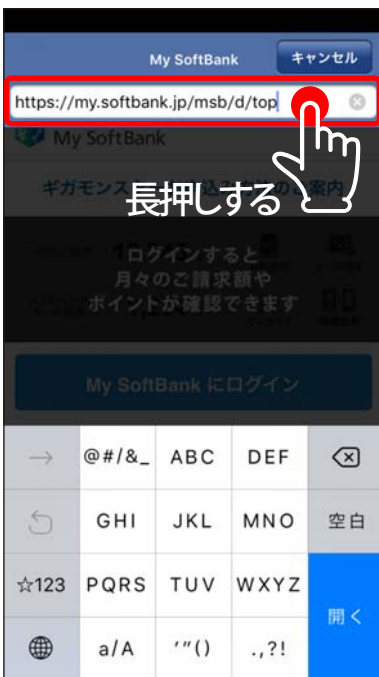 My SoftBank
キャンセル
https://my.softbank.jp/msb/d/top
My SoftBank
長押しする
ログインすると
月々のご請求額や
ポイントが確認できます
My SoftBank にログイン
→ @#/&_ ABC DEF
GHI JKL MNO 空白
☆123 PQRS TUV WXYZ
開く
a/A ′″() .,?!